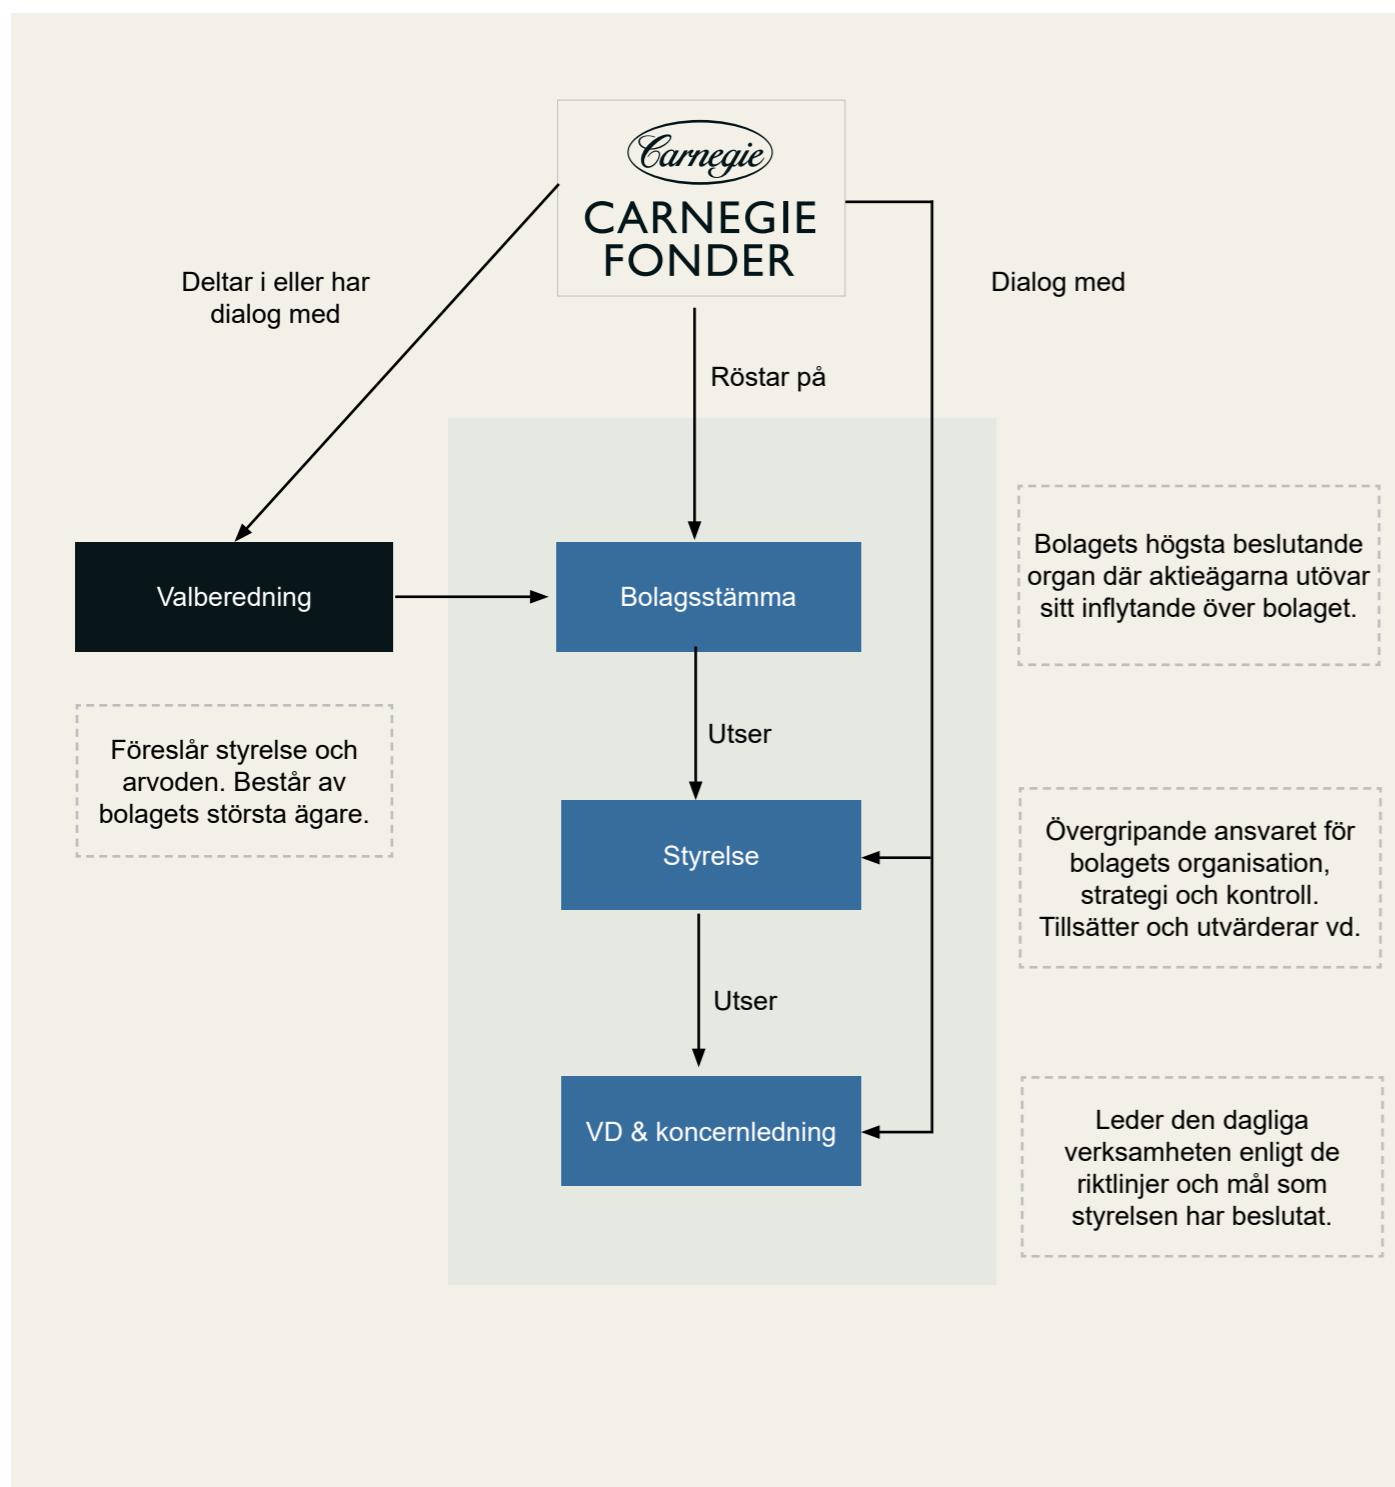 Carnegie
CARNEGIE
FONDER
Deltar i eller har
dialog med
Dialog med
Röstar på
Valberedning
Bolagsstämma
Bolagets högsta beslutande
organ där aktieägarna utövar
sitt inflytande över bolaget.
Föreslår styrelse och
arvoden. Består av
bolagets största ägare.
Utser
Styrelse
Övergripande ansvaret för
bolagets organisation,
strategi och kontroll.
Tillsätter och utvärderar vd.
Utser
VD & koncernledning
Leder den dagliga
verksamheten enligt de
riktlinjer och mål som
styrelsen har beslutat.